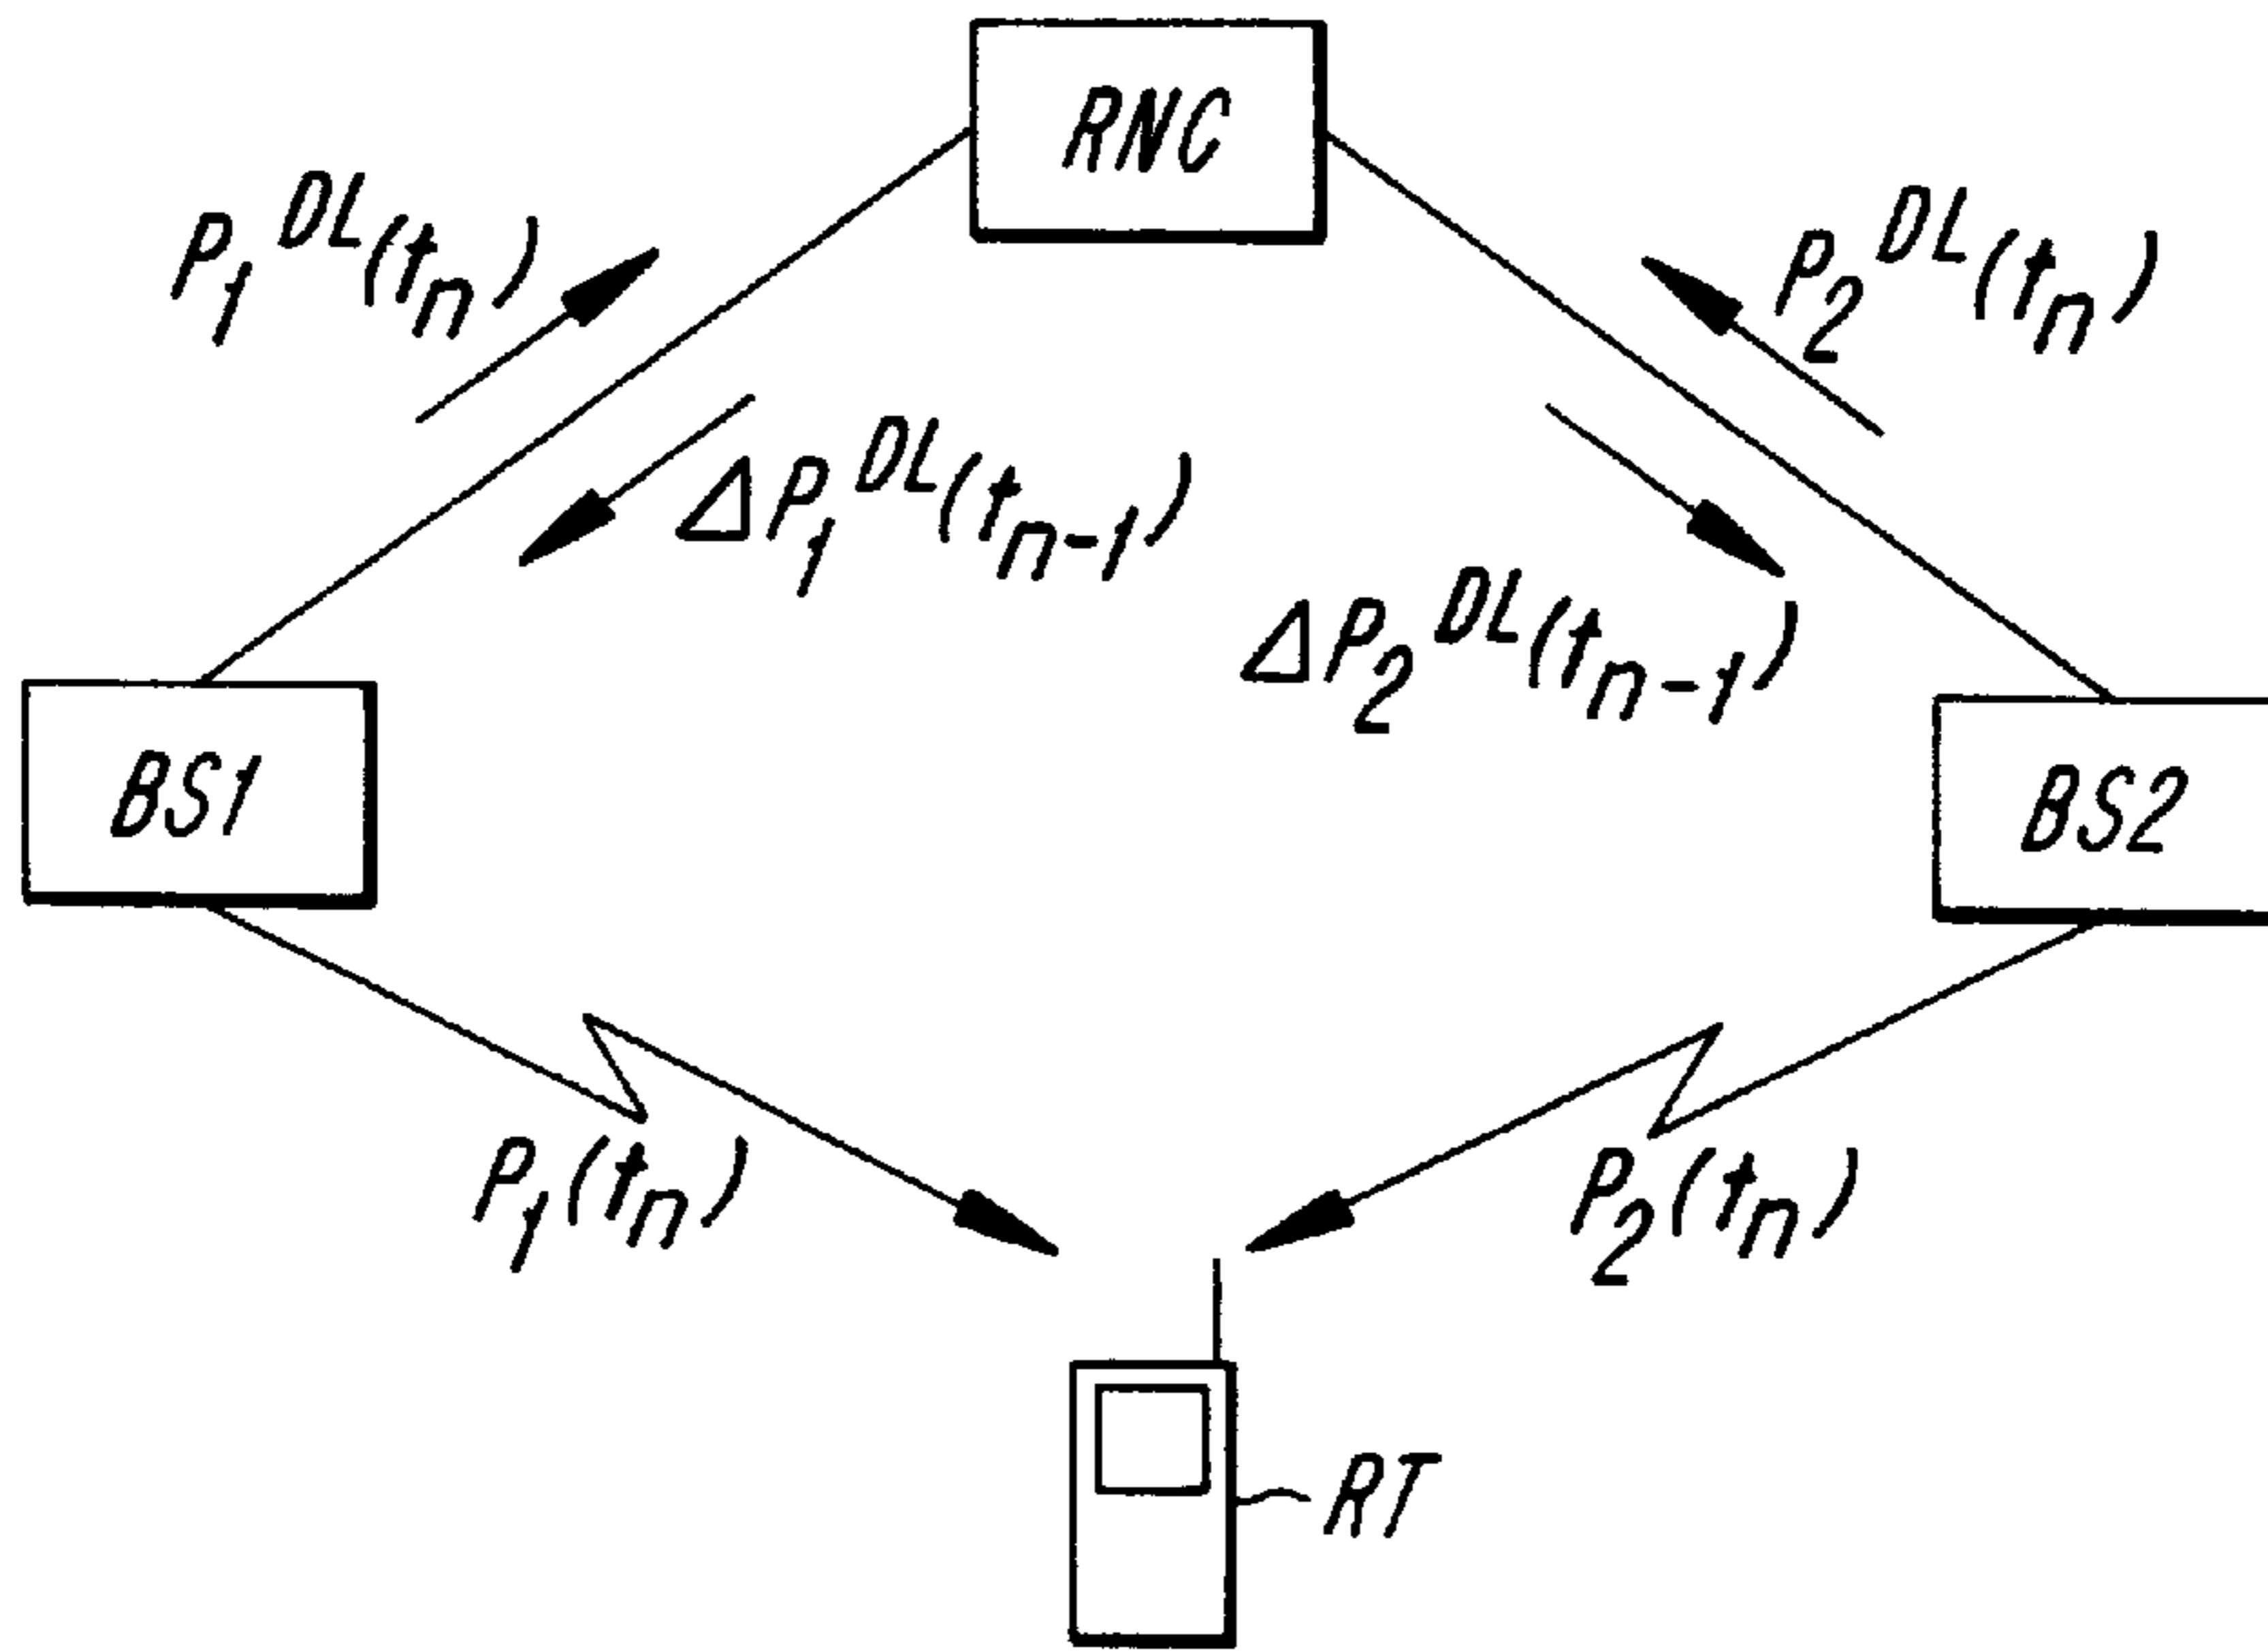 RNC
P₁ᴰᴸ(tₙ)
P₂ᴰᴸ(tₙ)
ΔP₁ᴰᴸ(tₙ₋₁)
ΔP₂ᴰᴸ(tₙ₋₁)
BS1
BS2
P₁(tₙ)
P₂(tₙ)
RT